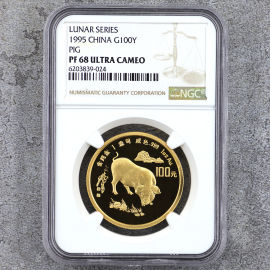 LUNAR SERIES
1995 CHINA G100Y
PIG
PF 68 ULTRA CAMEO
6203839-024
NUMISMATIC GUARANTY CORPORATION
NGC
100元